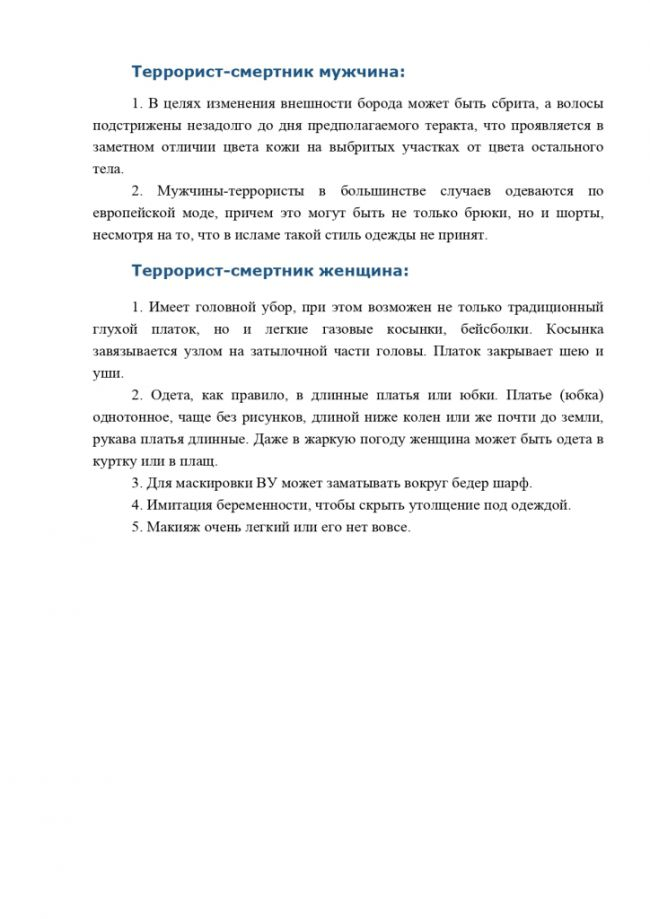 Террорист-смертник мужчина:
1. В целях изменения внешности борода может быть сбрита, а волосы
подстрижены незадолго до дня предполагаемого теракта, что проявляется в
заметном отличии цвета кожи на выбритых участках от цвета остального
тела.
2. Мужчины-террористы в большинстве случаев одеваются по
европейской моде, причем это могут быть не только брюки, но и шорты,
несмотря на то, что в исламе такой стиль одежды не принят.
Террорист-смертник женщина:
1. Имеет головной убор, при этом возможен не только традиционный
глухой платок, но и легкие газовые косынки, бейсболки. Косынка
завязывается узлом на затылочной части головы. Платок закрывает шею и
уши.
2. Одета, как правило, в длинные платья или юбки. Платье (юбка)
однотонное, чаще без рисунков, длиной ниже колен или же почти до земли,
рукава платья длинные. Даже в жаркую погоду женщина может быть одета в
куртку или в плащ.
3. Для маскировки ВУ может заматывать вокруг бедер шарф.
4. Имитация беременности, чтобы скрыть утолщение под одеждой.
5. Макияж очень легкий или его нет вовсе.